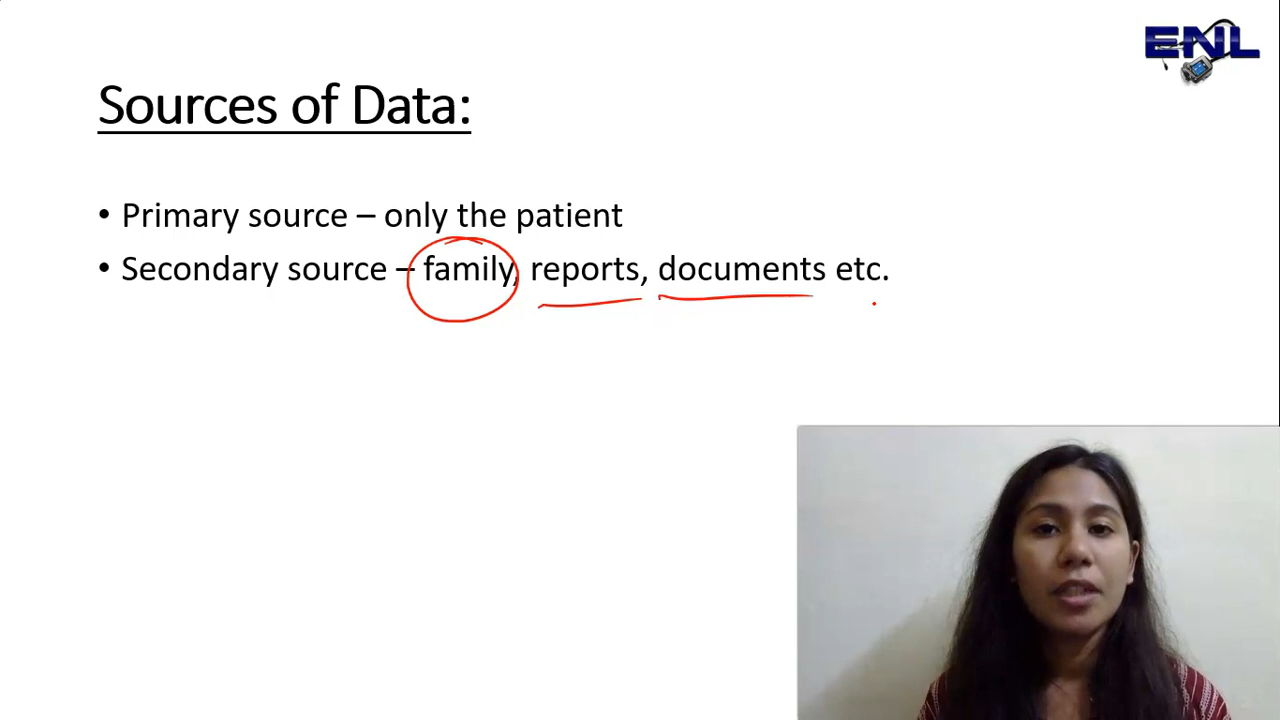 ENL
Sources of Data:
• Primary source – only the patient
• Secondary source – family, reports, documents etc.